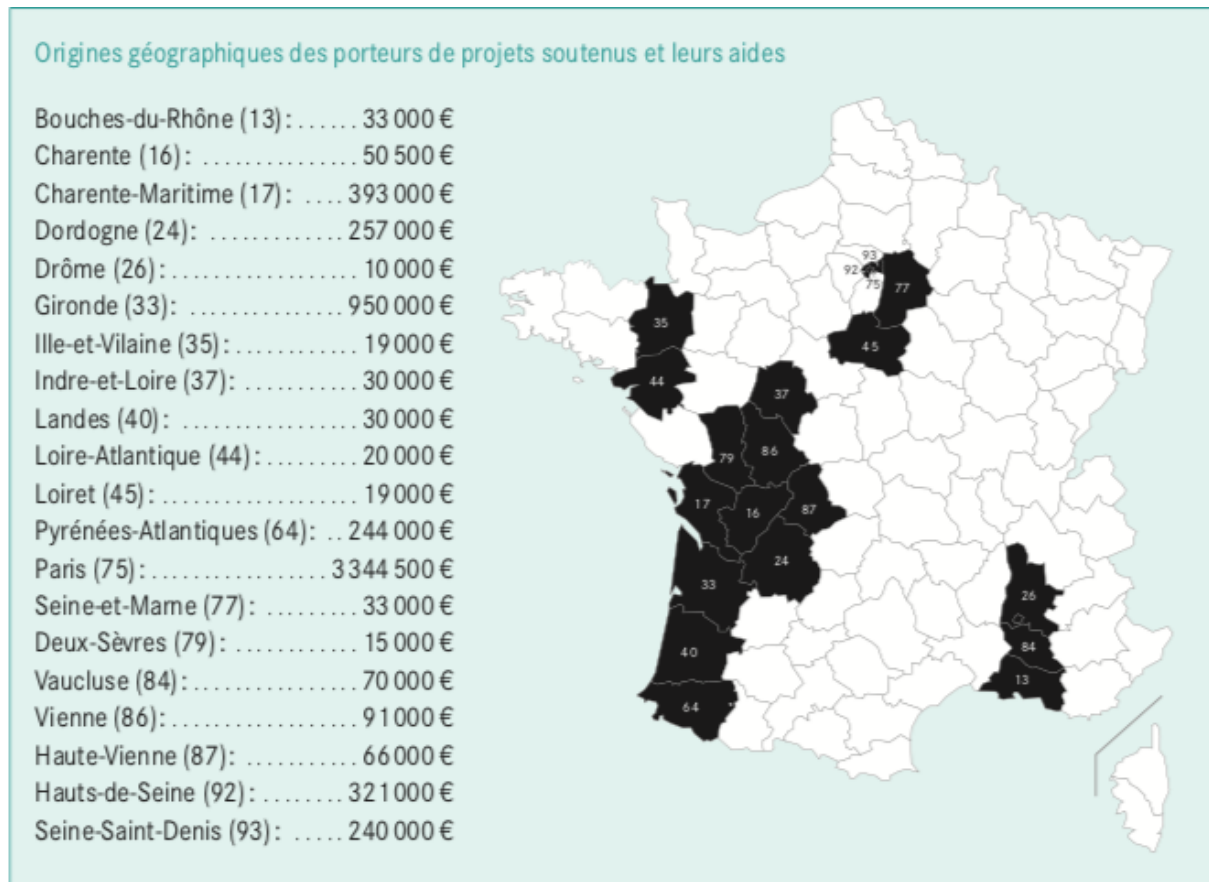 Origines géographiques des porteurs de projets soutenus et leurs aides
Bouches-du-Rhône (13): ...... 33 000 €
Charente (16): ............... 50 500 €
Charente-Maritime (17): .... 393 000 €
Dordogne (24): ............. 257 000 €
Drôme (26): .................. 10 000 €
Gironde (33): ................ 950 000 €
Ille-et-Vilaine (35): ............ 19 000 €
Indre-et-Loire (37): ........... 30 000 €
Landes (40): ................. 30 000 €
Loire-Atlantique (44): ......... 20 000 €
Loiret (45): ................... 19 000 €
Pyrénées-Atlantiques (64): .. 244 000 €
Paris (75): .................. 3 344 500 €
Seine-et-Marne (77): ......... 33 000 €
Deux-Sèvres (79): ........... 15 000 €
Vaucluse (84): ................ 70 000 €
Vienne (86): .................. 91 000 €
Haute-Vienne (87): ........... 66 000 €
Hauts-de-Seine (92): ........ 321 000 €
Seine-Saint-Denis (93): ..... 240 000 €
93
92
75
77
35
45
44
37
79
86
17
16
87
24
33
26
40
84
13
64